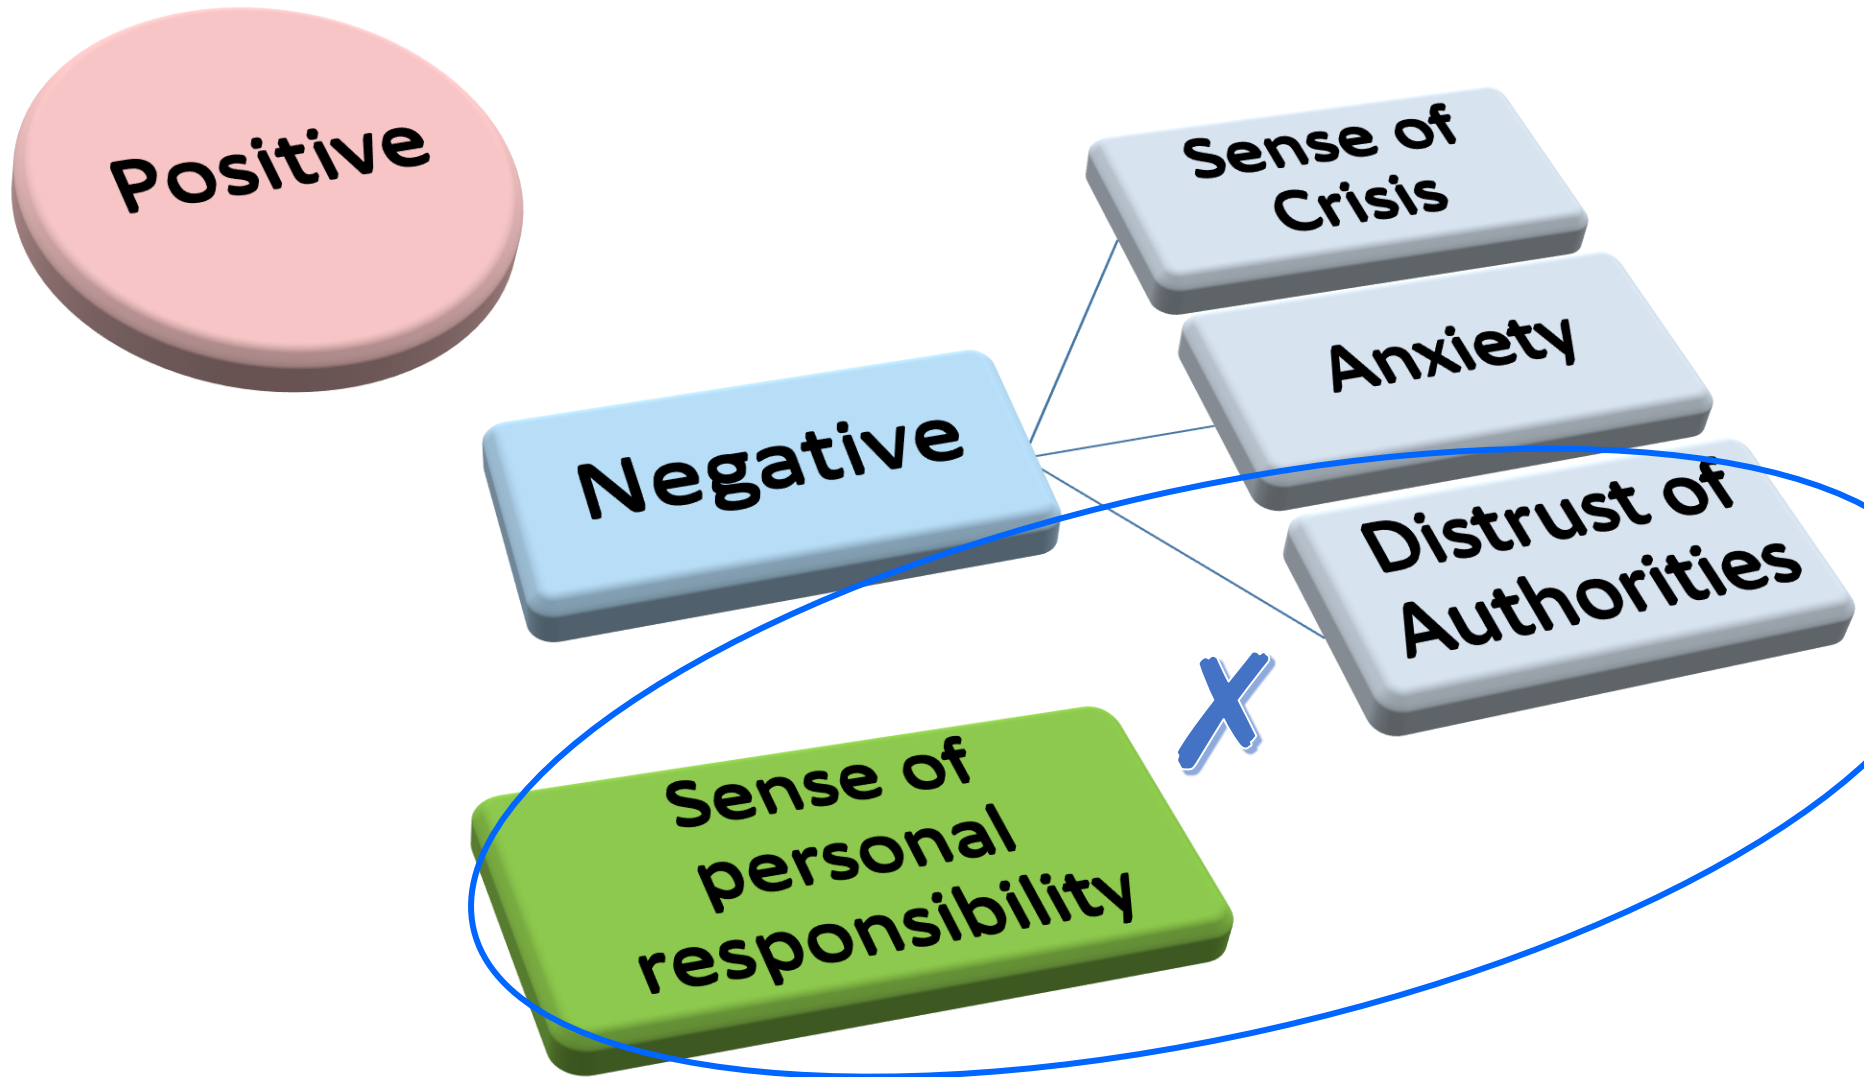 Positive
Negative
Sense of
Crisis
Anxiety
Distrust of
Authorities
X
Sense of
personal
responsibility